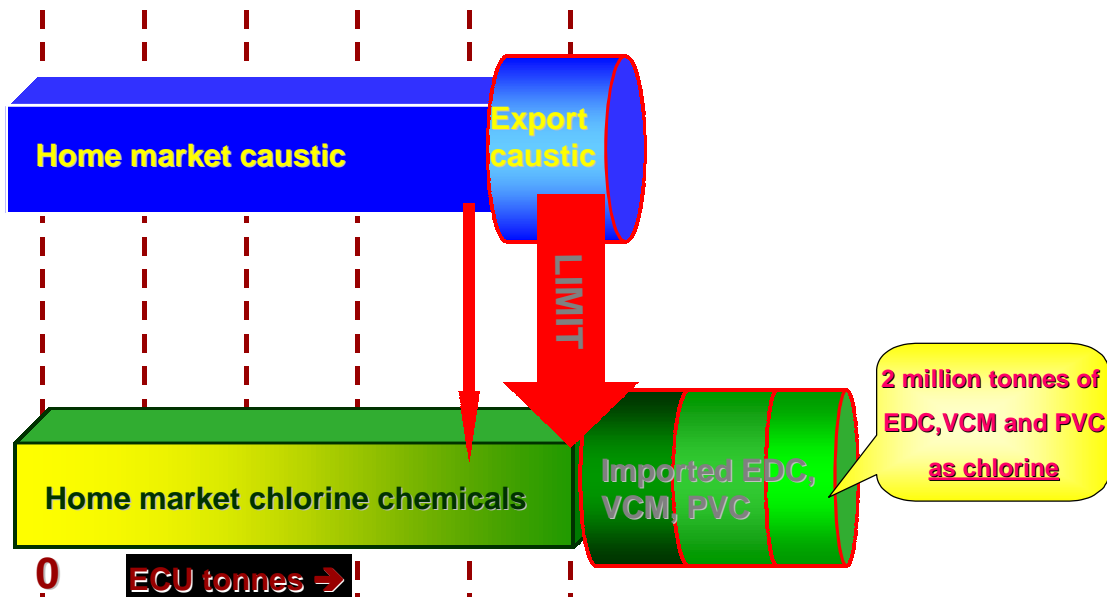 Export
Home market caustic
caustic
LIMIT
2 million tonnes of
EDC,VCM and PVC
as chlorine
Imported EDC,
VCM, PVC
Home market chlorine chemicals
0
ECU tonnes ➔